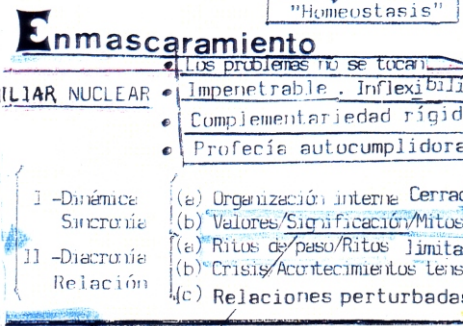 "Homeostasis"
Enmascaramiento
• Los problemas no se tocan
ILIAR NUCLEAR • Impenetrable . Inflexibili
• Complementariedad rígid
• Profecía autocumplidora
I -Dinámica (a) Organización interna Cerrad
Sincronía (b) Valores/Significación/Mitos
II -Diacronía (a) Ritos de/paso/Ritos limita
Relación (b) Crisis/Acontecimientos tens
(c) Relaciones perturbadas